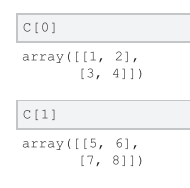 C[0]
array([[1, 2],
       [3, 4]])
C[1]
array([[5, 6],
       [7, 8]])